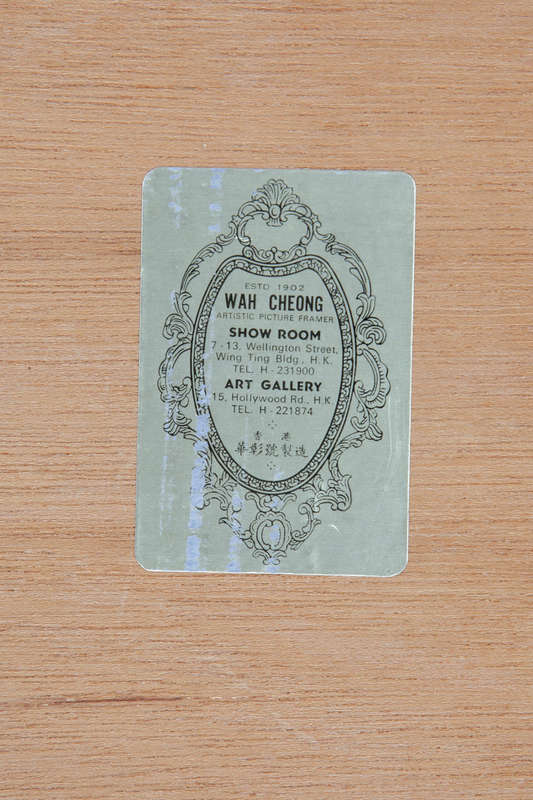 ESTD 1902
WAH CHEONG
ARTISTIC PICTURE FRAMER
SHOW ROOM
7 - 13, Wellington Street,
Wing Ting Bldg., H.K.
TEL. H - 231900
ART GALLERY
15, Hollywood Rd., H.K.
TEL. H - 221874
香 港
華彰號製造